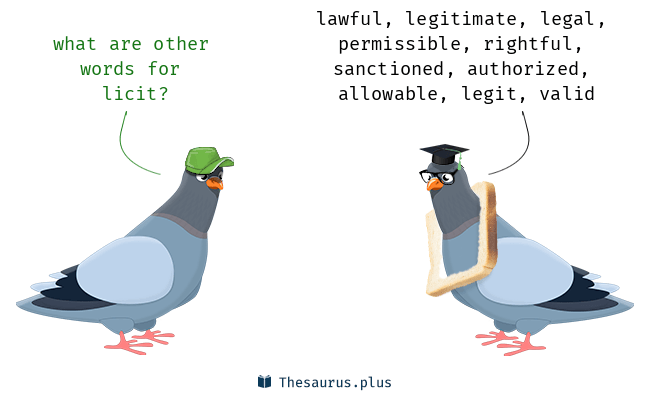 what are other
words for
licit?
lawful, legitimate, legal,
permissible, rightful,
sanctioned, authorized,
allowable, legit, valid
Thesaurus.plus